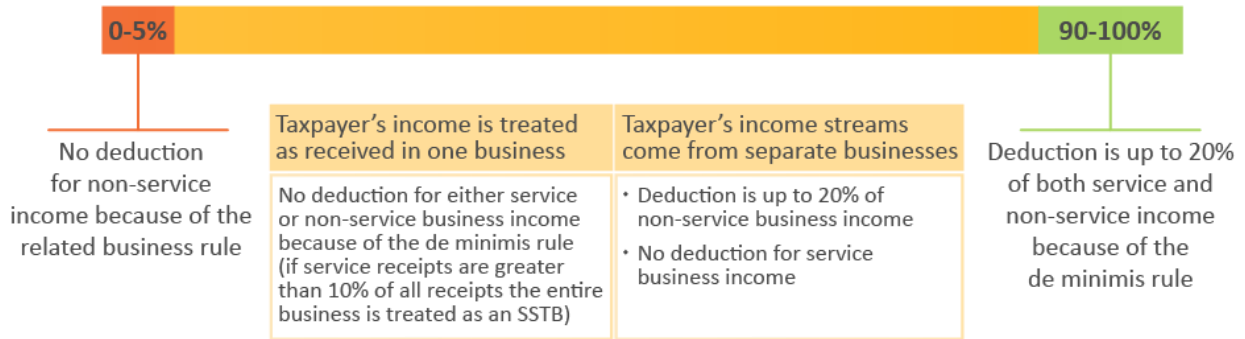 0-5%
90-100%
No deduction
for non-service
income because of the
related business rule
Taxpayer’s income is treated
as received in one business
No deduction for either service
or non-service business income
because of the de minimis rule
(if service receipts are greater
than 10% of all receipts the entire
business is treated as an SSTB)
Taxpayer’s income streams
come from separate businesses
· Deduction is up to 20% of
non-service business income
· No deduction for service
business income
Deduction is up to 20%
of both service and
non-service income
because of the
de minimis rule